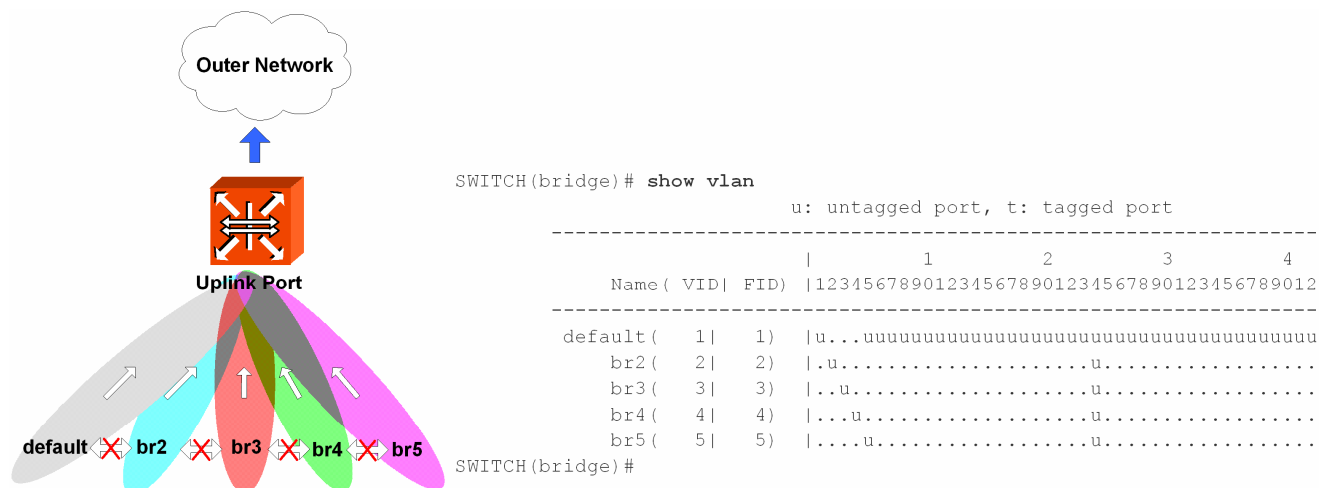 Outer Network
Uplink Port
default
br2
br3
br4
br5
SWITCH(bridge)# show vlan
u: untagged port, t: tagged port
----------------------------------------------------------------
| 1 2 3 4
Name( VID| FID) |123456789012345678901234567890123456789012
----------------------------------------------------------------
default( 1| 1) |u...uuuuuuuuuuuuuuuuuuuuuuuuuuuuuuuuuuuuuu
br2( 2| 2) |.u.....................u..................
br3( 3| 3) |..u....................u..................
br4( 4| 4) |...u...................u..................
br5( 5| 5) |....u..................u..................
SWITCH(bridge)#